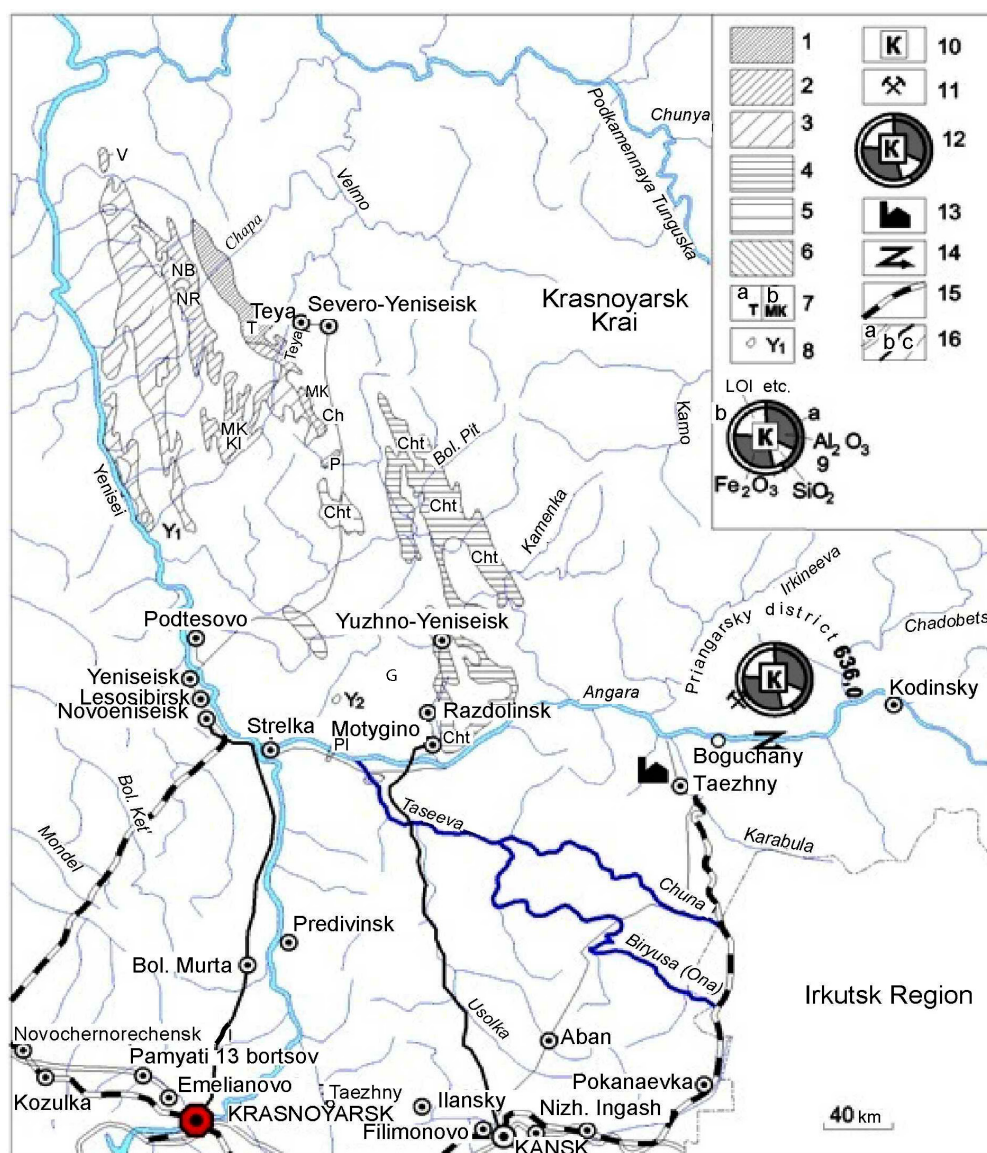 1
2
3
4
5
6
a
T
b
MK
7
Y1
8
K
10
11
K
12
13
14
15
a
b
c
16
LOI etc.
b
a
K
Al2O3
9
Fe2O3
SiO2
Podkamennaya Tunguska
Chunya
Velmo
V
Chapa
NB
NR
T
Teya
Severo-Yeniseisk
Teya
Krasnoyarsk
Krai
MK
Ch
MK
KI
P
Cht
Cht
Bol. Pit
Cht
Cht
Kamo
Kamenka
Yenisei
Y1
Irkineeva
Chadobets
Priangarsky district 636,0
K
Podtesovo
Yuzhno-Yeniseisk
Yeniseisk
G
Lesosibirsk
Y2
Novoeniseisk
Razdolinsk
Angara
Kodinsky
Strelka
Motygino
Cht
Pl
Boguchany
Taezhny
Taseeva
Karabula
Bol. Ket'
Mondel
Chuna
Predivinsk
Bol. Murta
Biryusa (Ona)
Irkutsk Region
Usolka
Novochernorechensk
Aban
Pamyati 13 bortsov
Emelianovo
Taezhny
Pokanaevka
Kozulka
KRASNOYARSK
Ilansky
Nizh. Ingash
Filimonovo
KANSK
40 km